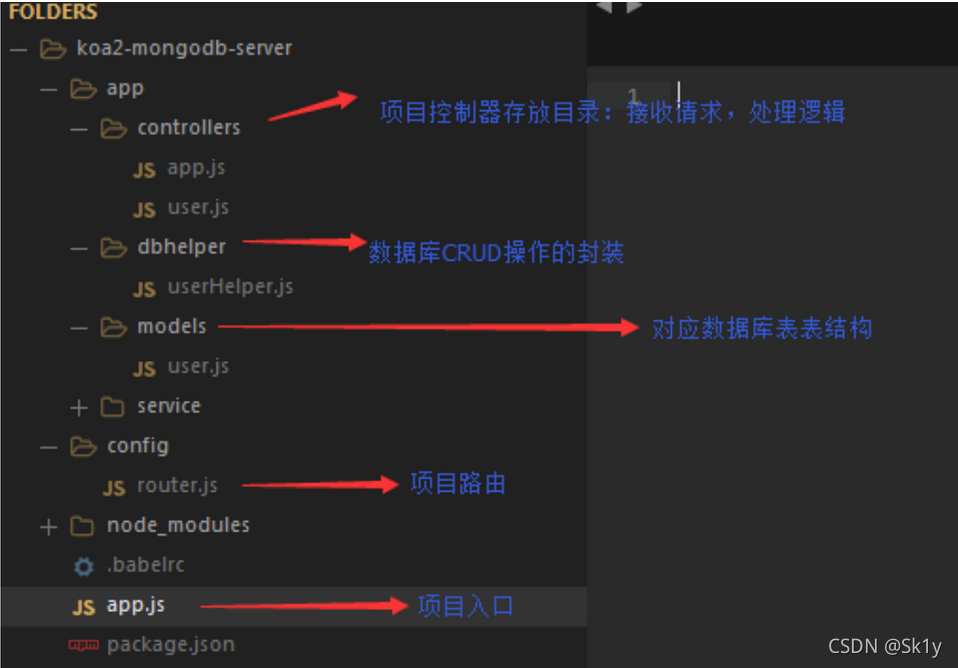 FOLDERS
koa2-mongodb-server
app
controllers
1
项目控制器存放目录：接收请求，处理逻辑
JS app.js
JS user.js
dbhelper
数据库CRUD操作的封装
JS userHelper.js
models
对应数据库表表结构
JS user.js
service
config
JS router.js
项目路由
node_modules
.babelrc
JS app.js
项目入口
npm package.json
CSDN @Sk1y